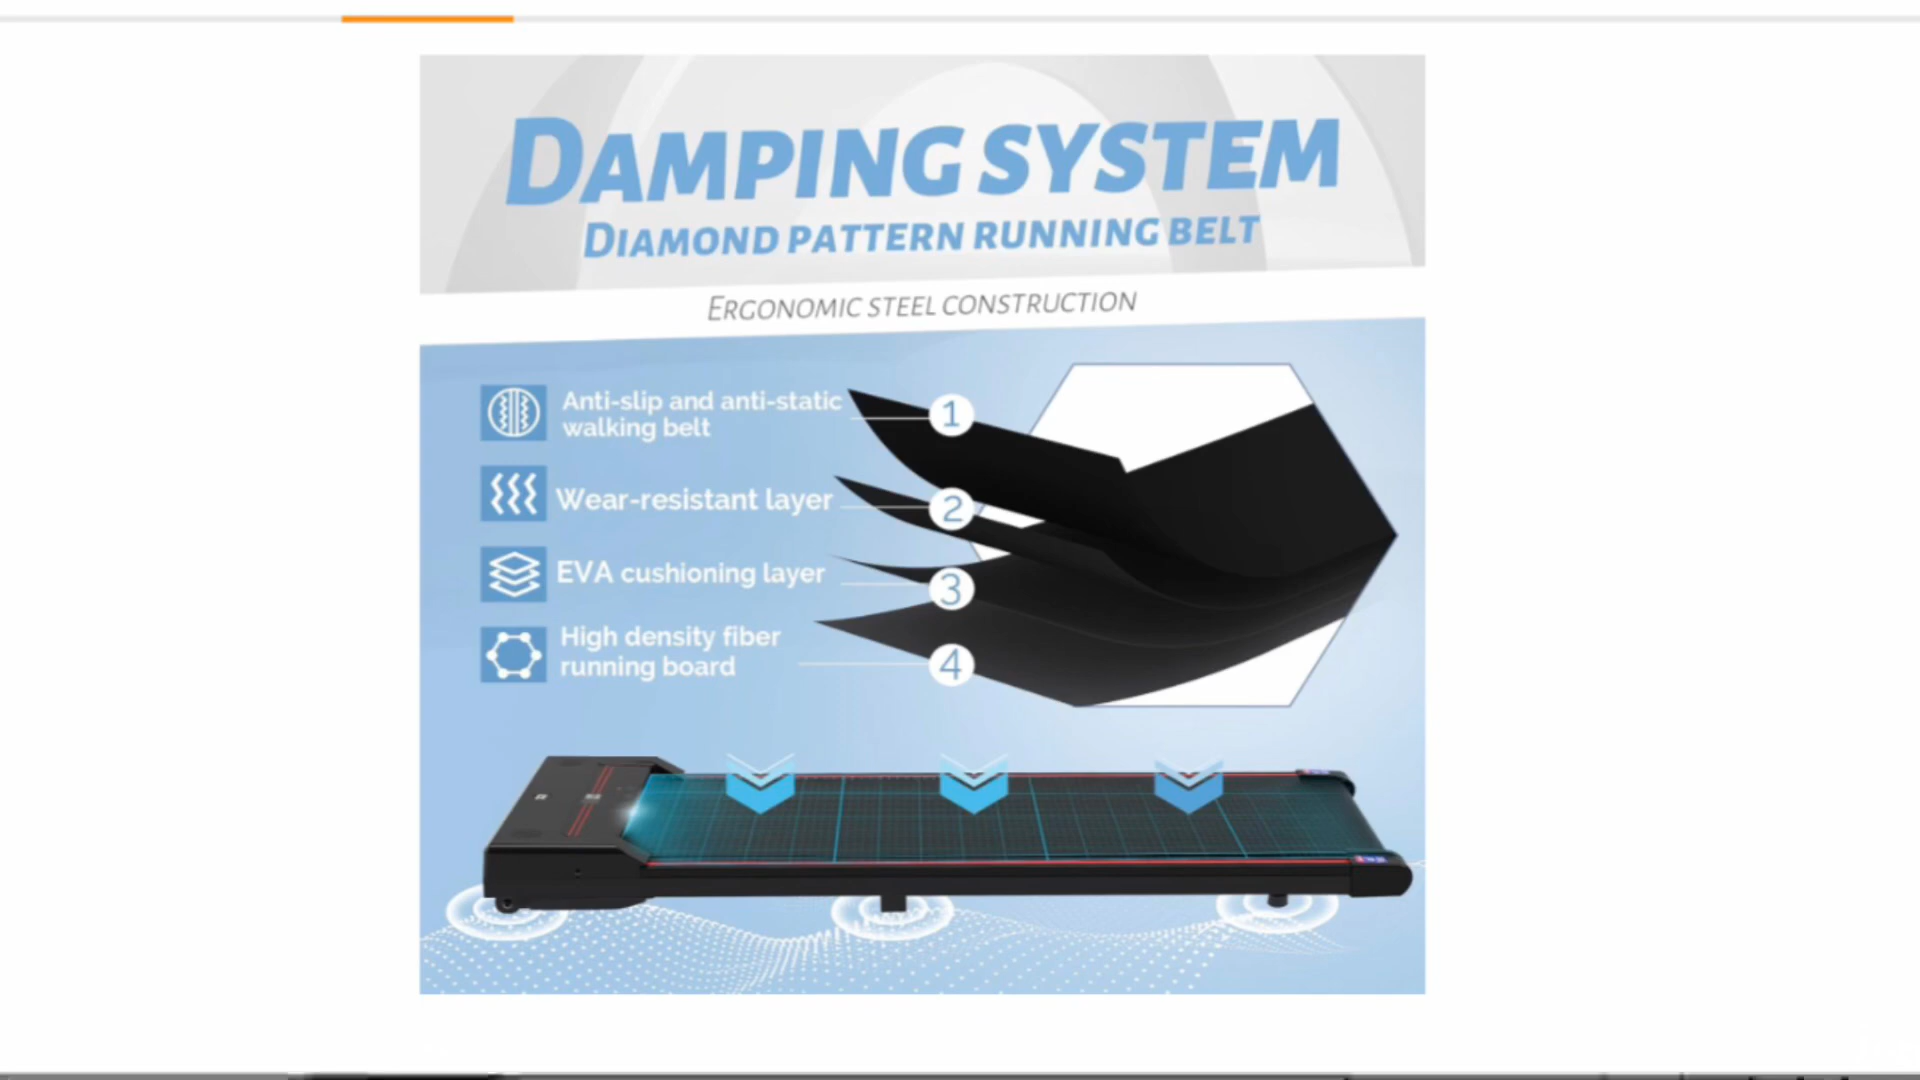 DAMPING SYSTEM
DIAMOND PATTERN RUNNING BELT
ERGONOMIC STEEL CONSTRUCTION
Anti-slip and anti-static
walking belt
1
Wear-resistant layer
2
EVA cushioning layer
3
High density fiber
running board
4